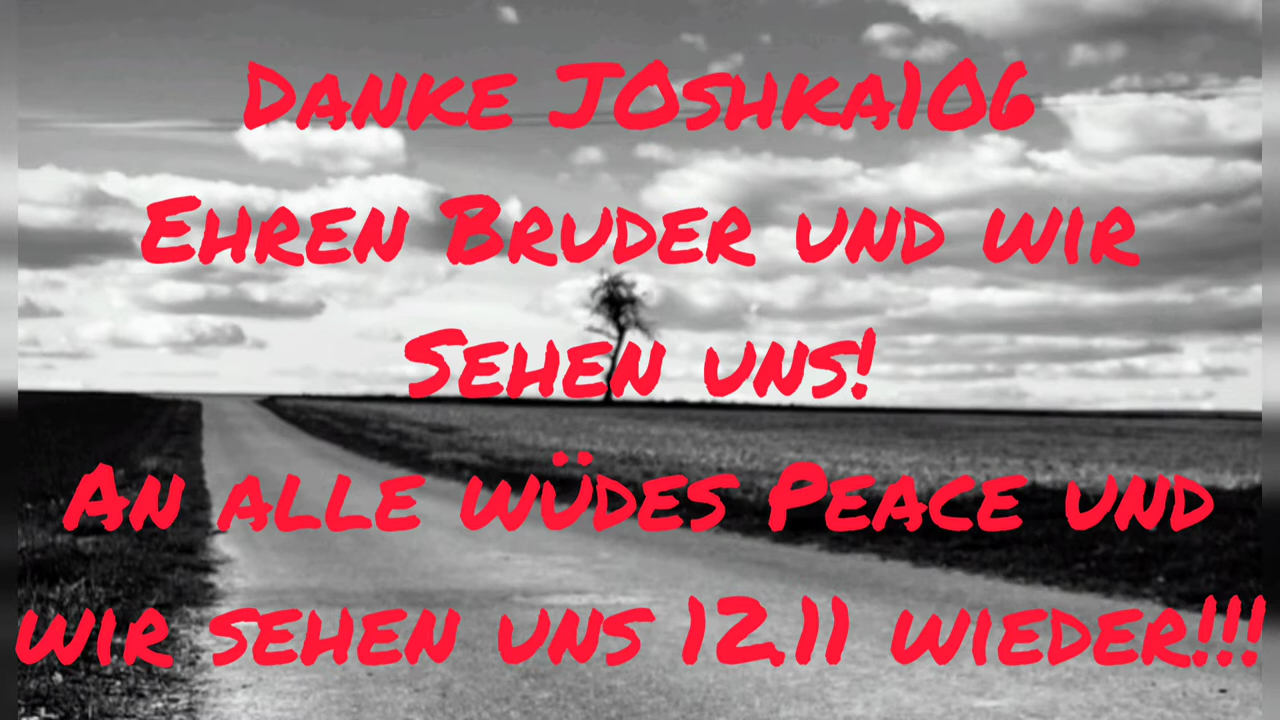 Danke JOshka106
Ehren Bruder und wir
Sehen uns!
An alle wüdes Peace und
wir sehen uns 12.11 wieder!!!